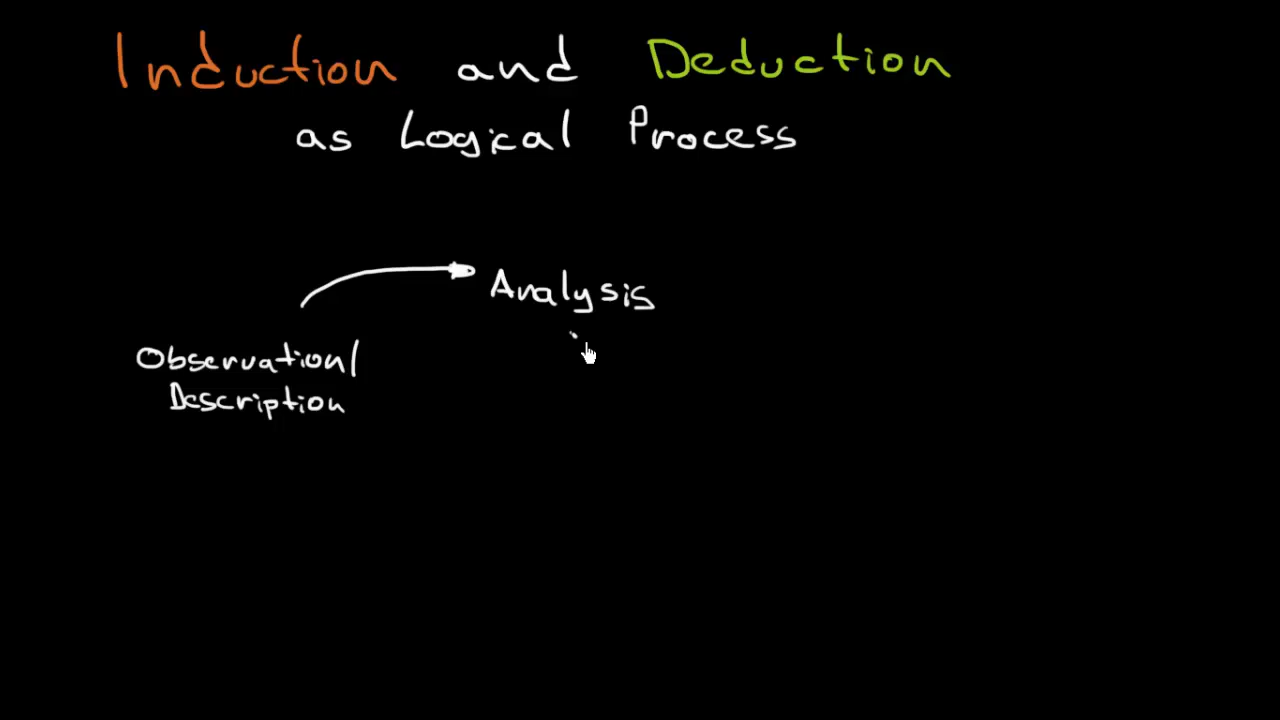 Induction and Deduction
as Logical Process
Analysis
Observation/
Description